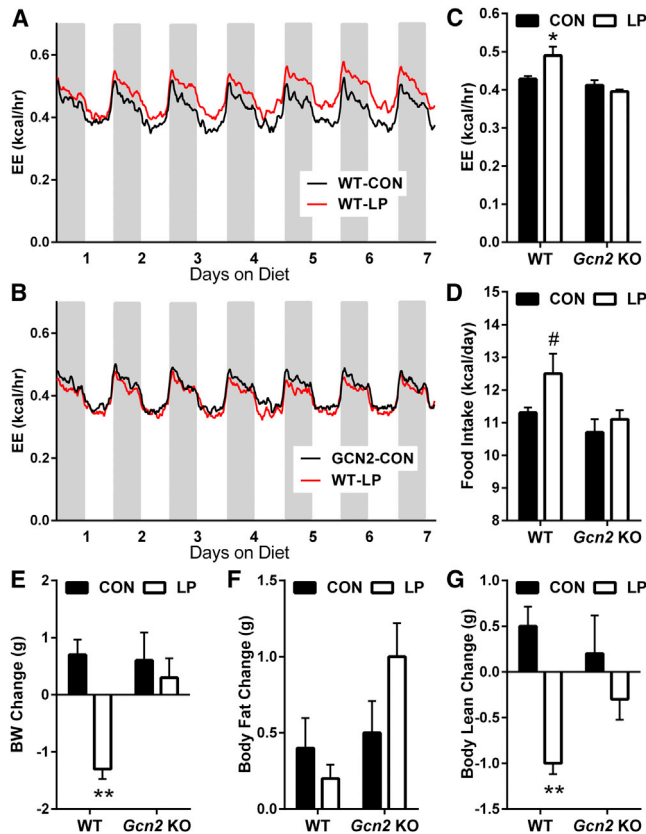 A
EE (kcal/hr)
0.6
0.4
0.2
0.0
WT-CON
WT-LP
1 2 3 4 5 6 7
Days on Diet
B
EE (kcal/hr)
0.6
0.4
0.2
0.0
GCN2-CON
WT-LP
1 2 3 4 5 6 7
Days on Diet
C
CON LP
EE (kcal/hr)
0.6
0.5
0.4
0.3
0.2
0.1
0.0
*
WT Gcn2 KO
D
CON LP
Food Intake (kcal/day)
15
14
13
12
11
10
9
8
#
WT Gcn2 KO
E
CON LP
BW Change (g)
2
1
0
-1
-2
**
WT Gcn2 KO
F
CON LP
Body Fat Change (g)
1.5
1.0
0.5
0.0
WT Gcn2 KO
G
CON LP
Body Lean Change (g)
1.0
0.5
0.0
-0.5
-1.0
-1.5
**
WT Gcn2 KO